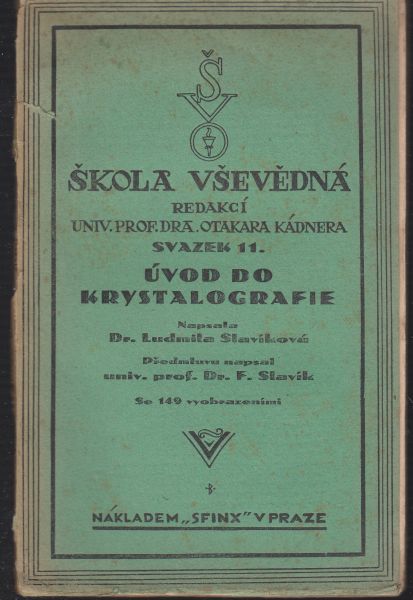 Š
V
ŠKOLA VŠEVĚDNÁ
REDAKCÍ
UNIV. PROF. DRA. OTAKARA KÁDNERA
SVAZEK 11.
ÚVOD DO
KRYSTALOGRAFIE
Napsala
Dr. Ludmila Slavíková
Předmluvu napsal
univ. prof. Dr. F. Slavík
Se 149 vyobrazeními
NÁKLADEM „SFINX" V PRAZE